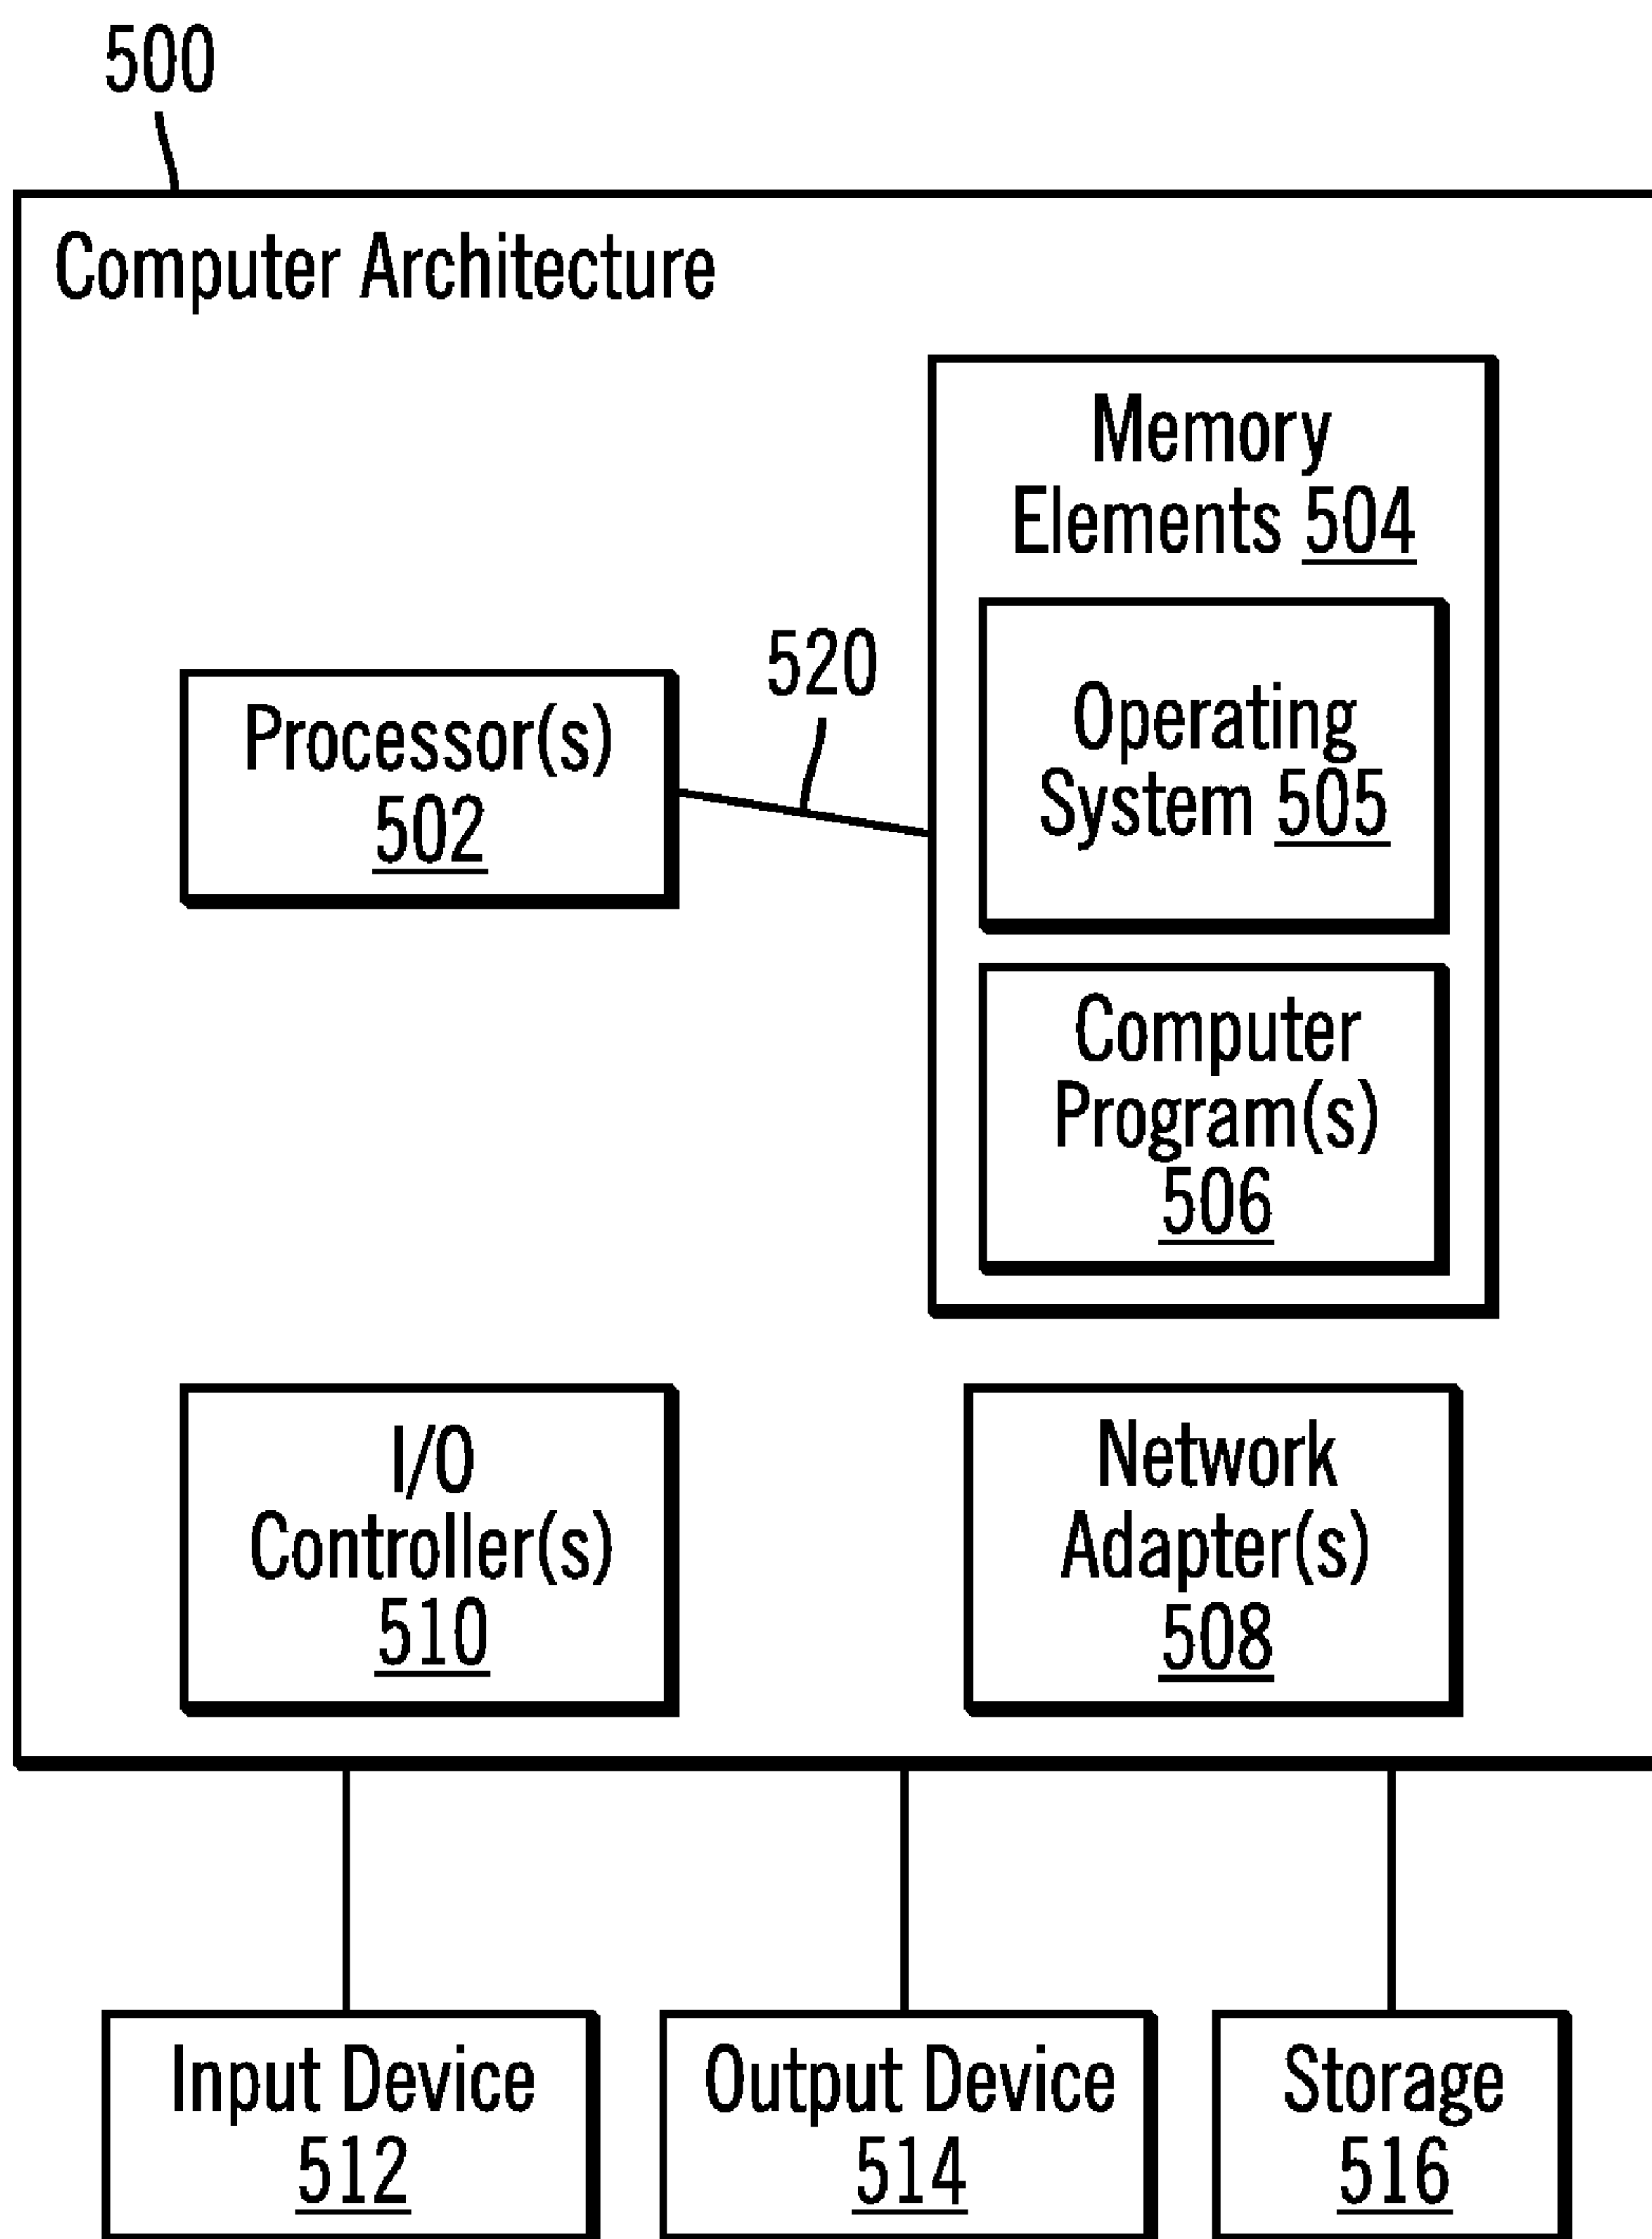 500
Computer Architecture
Memory
Elements 504
520
Operating
System 505
Processor(s)
502
Computer
Program(s)
506
I/O
Controller(s)
510
Network
Adapter(s)
508
Input Device
512
Output Device
514
Storage
516